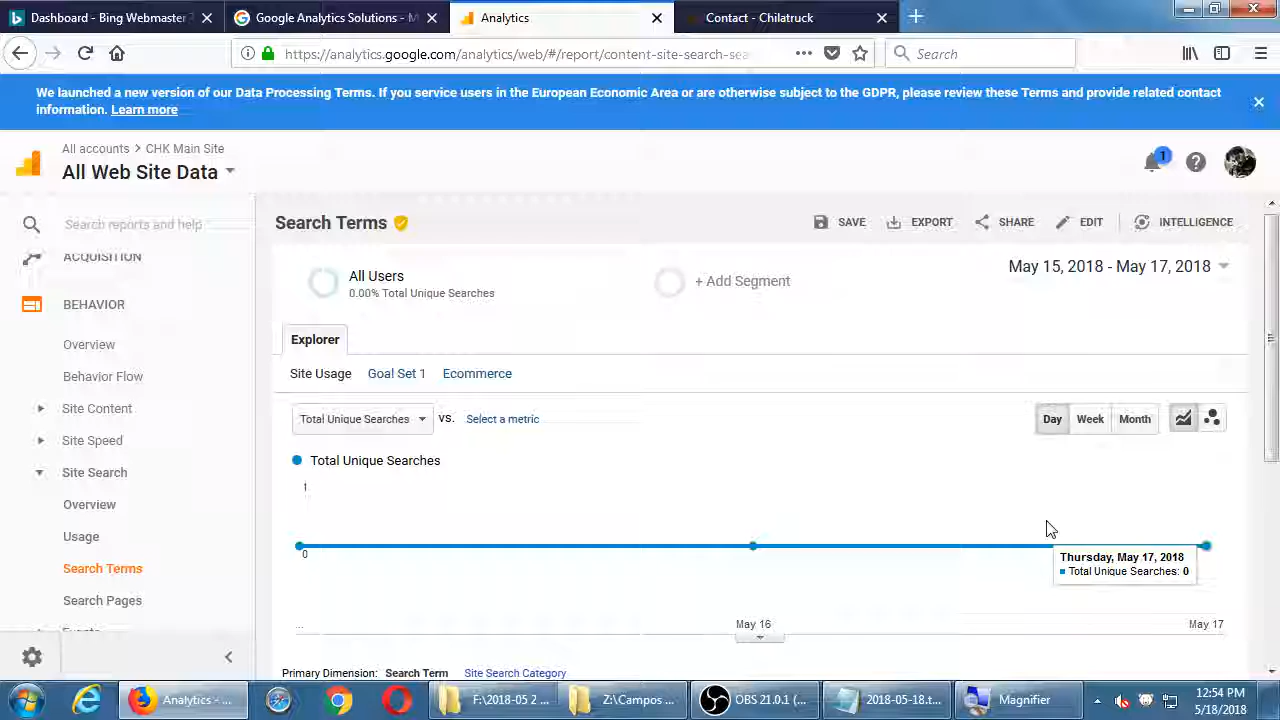 Dashboard - Bing Webmaster
Google Analytics Solutions - M
Analytics
Contact - Chilatruck
https://analytics.google.com/analytics/web/#/report/content-site-search-sea
Search
We launched a new version of our Data Processing Terms. If you service users in the European Economic Area or are otherwise subject to the GDPR, please review these Terms and provide related contact
information. Learn more
All accounts > CHK Main Site
All Web Site Data
1
Search reports and help
ACQUISITION
BEHAVIOR
Overview
Behavior Flow
Site Content
Site Speed
Site Search
Overview
Usage
Search Terms
Search Pages
Events
Search Terms
SAVE
EXPORT
SHARE
EDIT
INTELLIGENCE
All Users
0.00% Total Unique Searches
+ Add Segment
May 15, 2018 - May 17, 2018
Explorer
Site Usage
Goal Set 1
Ecommerce
Total Unique Searches
VS.
Select a metric
Day
Week
Month
Total Unique Searches
1
0
Thursday, May 17, 2018
Total Unique Searches: 0
...
May 16
May 17
Primary Dimension:
Search Term
Site Search Category
Analytics - ...
F:\2018-05 2 ...
Z:\Campos ...
OBS 21.0.1 (...
2018-05-18.t...
Magnifier
12:54 PM
5/18/2018